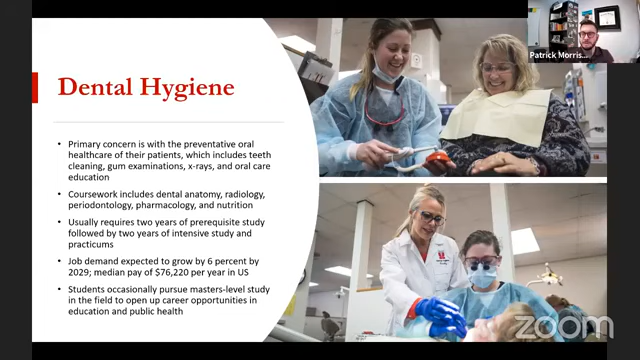 Dental Hygiene
• Primary concern is with the preventative oral
healthcare of their patients, which includes teeth
cleaning, gum examinations, x-rays, and oral care
education
• Coursework includes dental anatomy, radiology,
periodontology, pharmacology, and nutrition
• Usually requires two years of prerequisite study
followed by two years of intensive study and
practicums
• Job demand expected to grow by 6 percent by
2029; median pay of $76,220 per year in US
• Students occasionally pursue masters-level study
in the field to open up career opportunities in
education and public health
Patrick Morris...
zoom